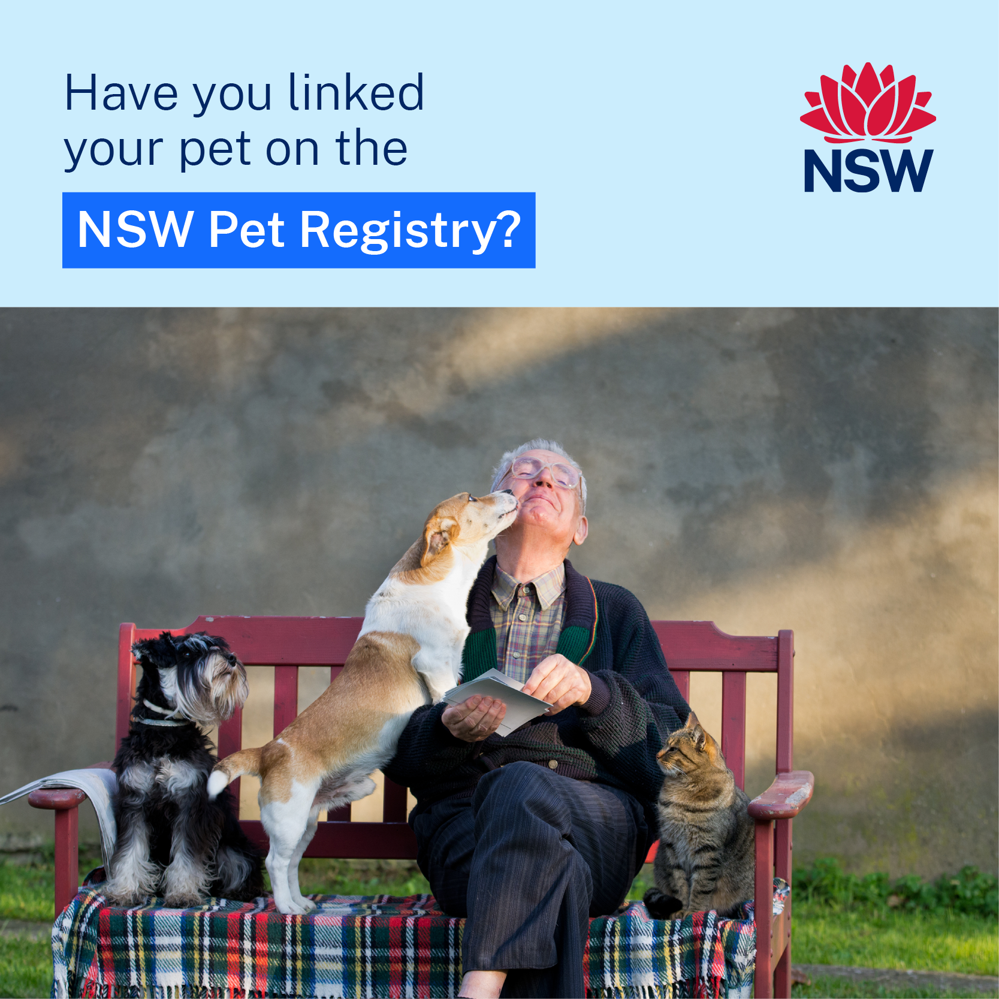 Have you linked
your pet on the
NSW Pet Registry?
NSW